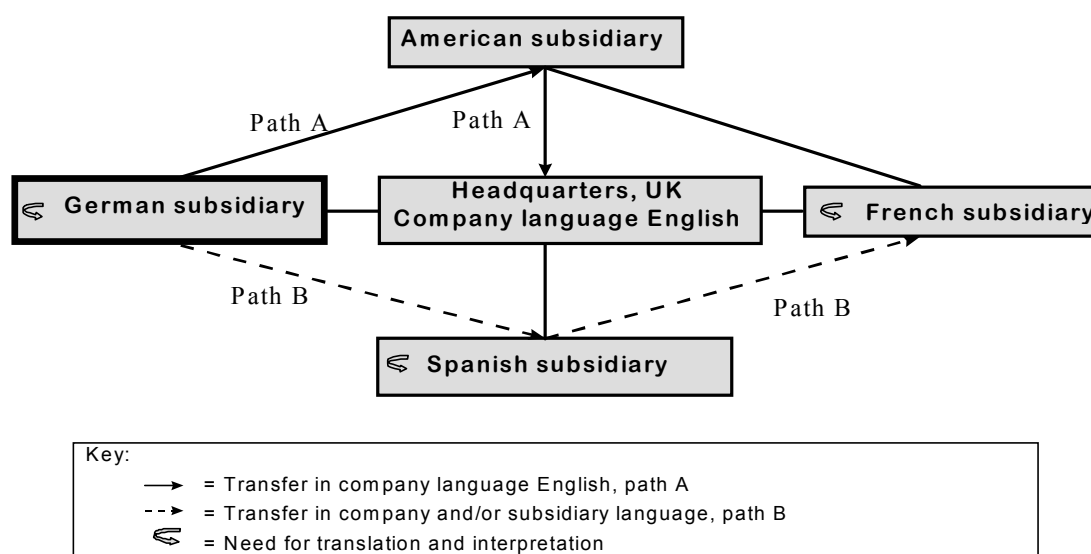 American subsidiary
Path A
Path A
German subsidiary
Headquarters, UK
Company language English
French subsidiary
Path B
Path B
Spanish subsidiary
Key:
= Transfer in company language English, path A
= Transfer in company and/or subsidiary language, path B
= Need for translation and interpretation